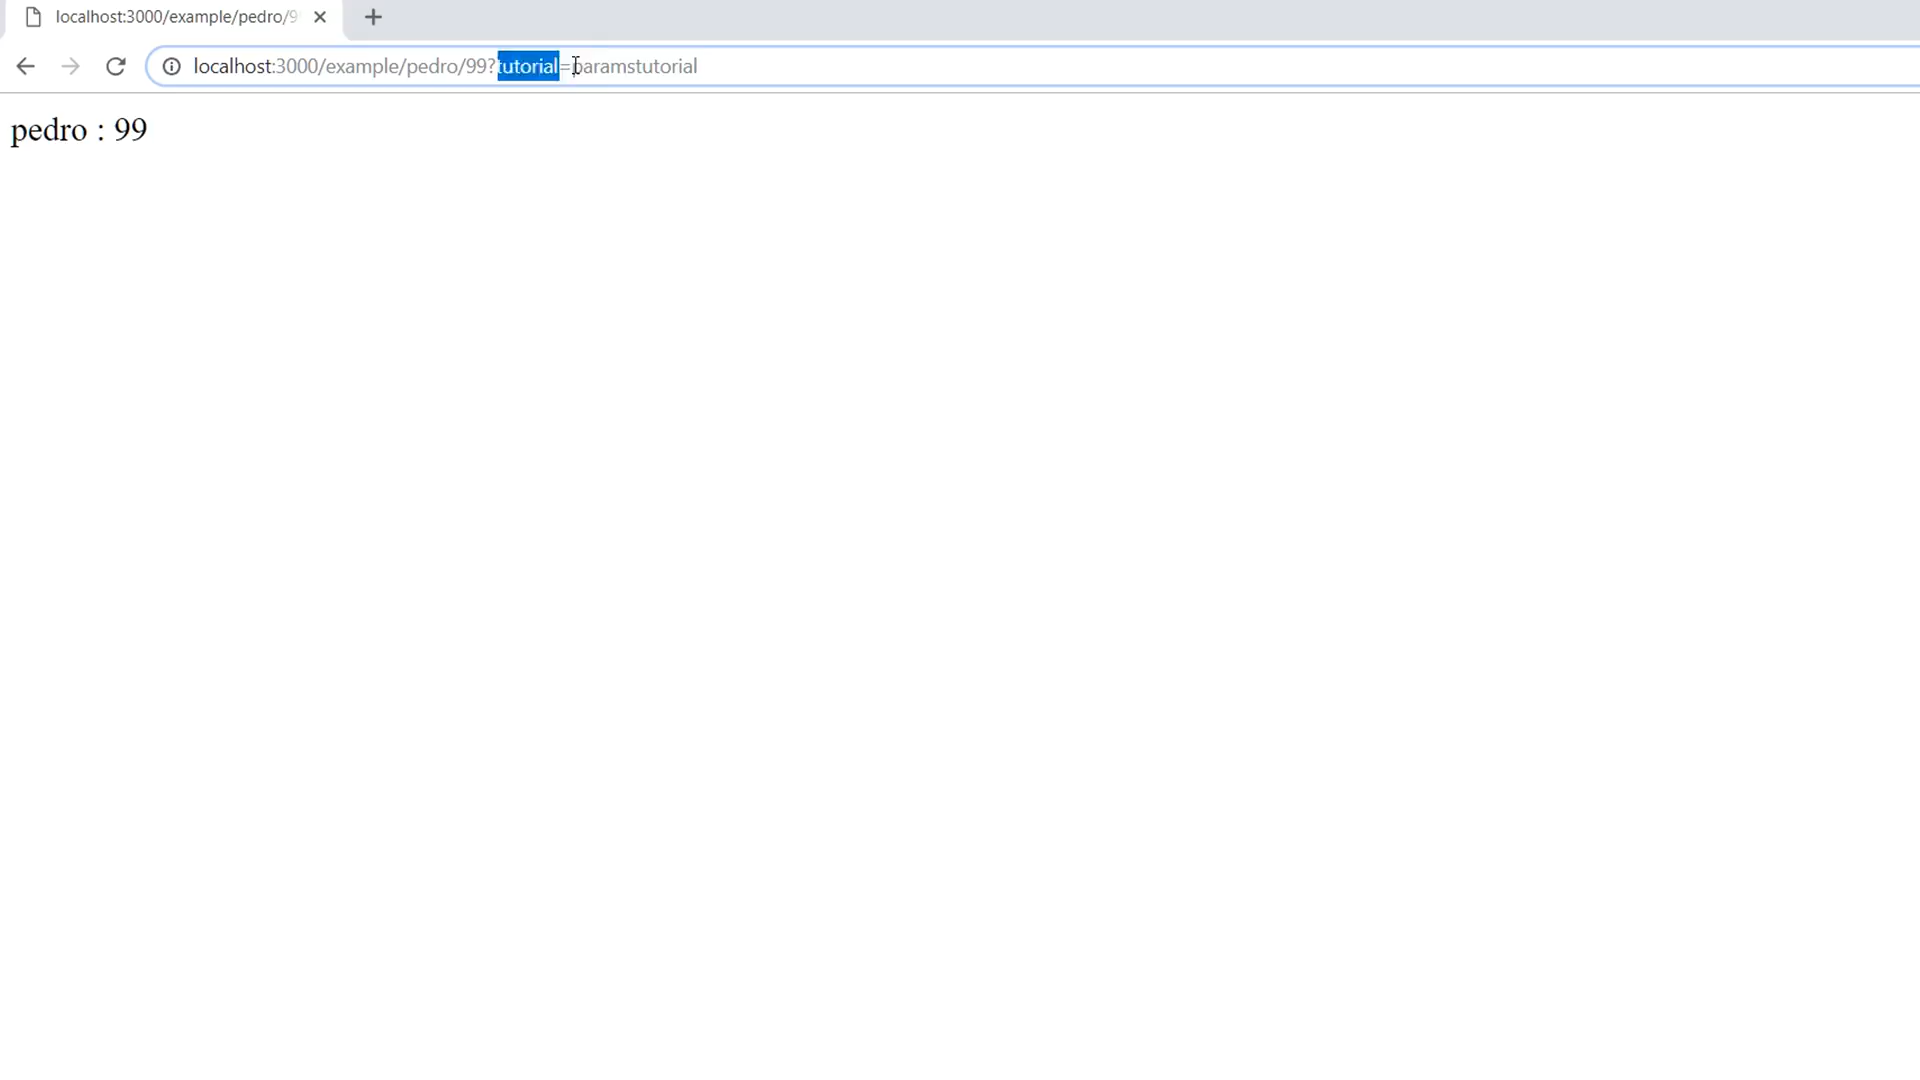 localhost:3000/example/pedro/9
localhost:3000/example/pedro/99?tutorial=paramstutorial
pedro : 99